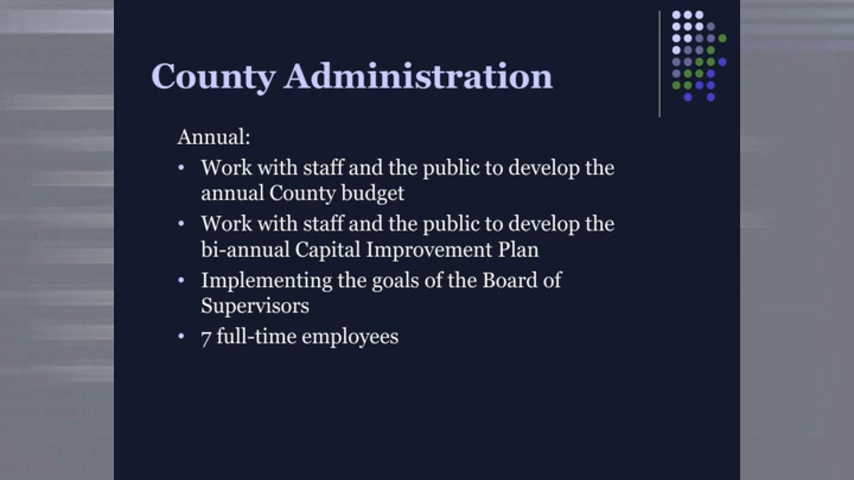 County Administration
Annual:
• Work with staff and the public to develop the
annual County budget
• Work with staff and the public to develop the
bi-annual Capital Improvement Plan
• Implementing the goals of the Board of
Supervisors
• 7 full-time employees